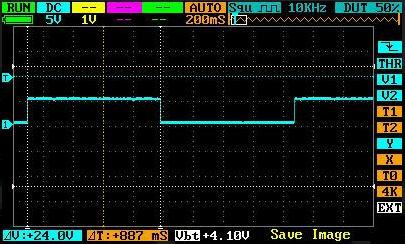 RUN DC -- -- -- AUTO Squ 10KHz DUT 50%
5V 1V 200mS
THR
V1
V2
T1
T2
Y
X
T0
4K
EXT
T
1
ΔV:+24.0V ΔT:+887 mS Vbt +4.10V Save Image